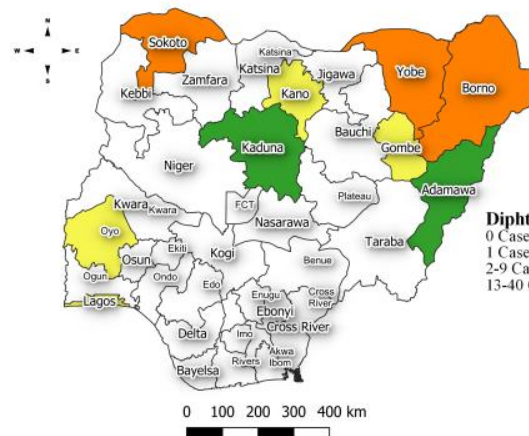 N
W E
S
Sokoto
Katsina
Katsina
Jigawa
Yobe
Borno
Zamfara
Kebbi
Kano
Bauchi
Gombe
Kaduna
Adamawa
Niger
Plateau
FCT
Kwara
Kwara
Nasarawa
Taraba
Oyo
Kogi
Ekiti
Osun
Benue
Ogun
Ondo
Edo
Lagos
Enugu
Cross
River
Ebonyi
Cross River
Delta
Imo
Akwa
Ibom
Rivers
Bayelsa
Dipht
0 Case
1 Case
2-9 Ca
13-40
0 100 200 300 400 km